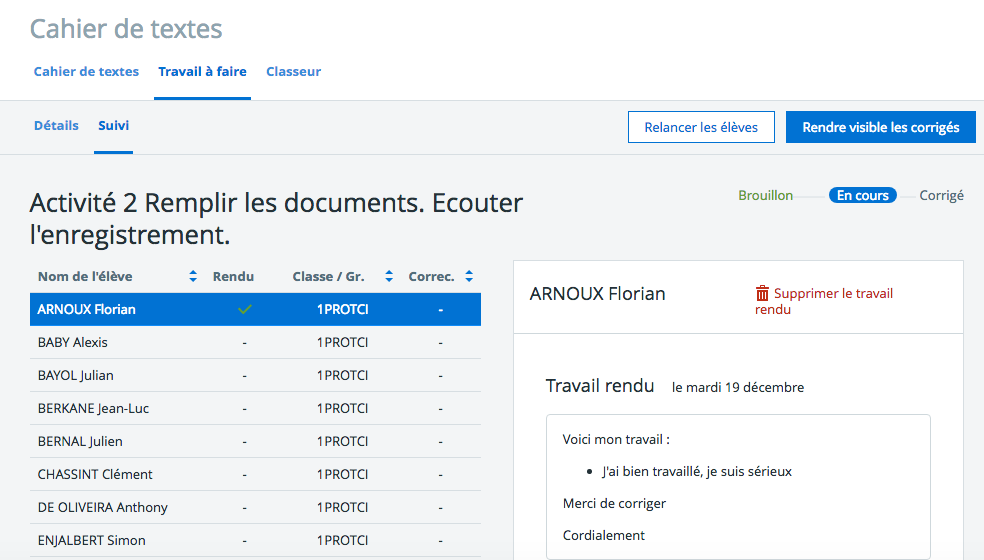 Cahier de textes
Cahier de textes Travail à faire Classeur
Détails Suivi Relancer les élèves Rendre visible les corrigés
Brouillon En cours Corrigé
Activité 2 Remplir les documents. Ecouter
l'enregistrement.
Nom de l'élève Rendu Classe / Gr. Correc.
ARNOUX Florian 1PROTCI -
BABY Alexis - 1PROTCI -
BAYOL Julian - 1PROTCI -
BERKANE Jean-Luc - 1PROTCI -
BERNAL Julien - 1PROTCI -
CHASSINT Clément - 1PROTCI -
DE OLIVEIRA Anthony - 1PROTCI -
ENJALBERT Simon - 1PROTCI -
ARNOUX Florian
Supprimer le travail
rendu
Travail rendu le mardi 19 décembre
Voici mon travail :
• J'ai bien travaillé, je suis sérieux
Merci de corriger
Cordialement